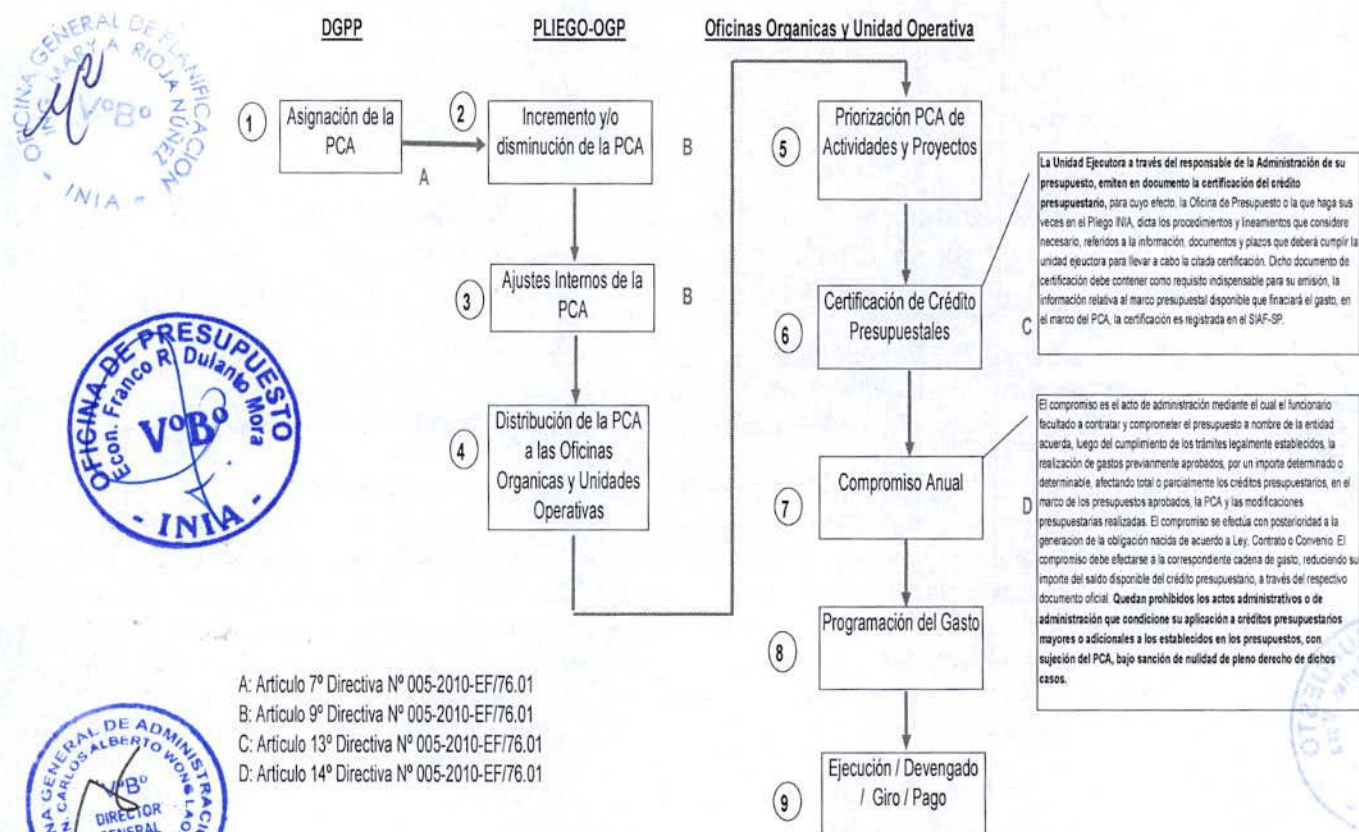 DGPP
PLIEGO-OGP
Oficinas Organicas y Unidad Operativa
OFICINA GENERAL DE PLANIFICACIÓN
ING. MARY A RIOJA NÚÑEZ
VºBº
- INIA -
1
Asignación de la
PCA
A
2
Incremento y/o
disminución de la PCA
B
3
Ajustes Internos de la
PCA
B
4
Distribución de la PCA
a las Oficinas
Organicas y Unidades
Operativas
5
Priorización PCA de
Actividades y Proyectos
6
Certificación de Crédito
Presupuestales
C
La Unidad Ejecutora a través del responsable de la Administración de su
presupuesto, emiten en documento la certificación del crédito
presupuestario, para cuyo efecto, la Oficina de Presupuesto o la que haga sus
veces en el Pliego INIA, dicta los procedimientos y lineamientos que considere
necesario, referidos a la información, documentos y plazos que deberá cumplir la
unidad ejecutora para llevar a cabo la citada certificación. Dicho documento de
certificación debe contener como requisito indispensable para su emisión, la
información relativa al marco presupuestal disponible que finaciará el gasto, en
el marco del PCA, la certificación es registrada en el SIAF-SP.
7
Compromiso Anual
D
El compromiso es el acto de administración mediante el cual el funcionario
facultado a contratar y comprometer el presupuesto a nombre de la entidad
acuerda, luego del cumplimiento de los trámites legalmente establecidos, la
realización de gastos previanmente aprobados, por un importe determinado o
determinable, afectando total o parcialmente los créditos presupuestarios, en el
marco de los presupuestos aprobados, la PCA y las modificaciones
presupuestarias realizadas. El compromiso se efectúa con posterioridad a la
generacion de la obligación nacida de acuerdo a Ley, Contrato o Convenio. El
compromiso debe efectarse a la correspondiente cadena de gasto, reduciendo su
importe del saldo disponible del crédito presupuestario, a través del respectivo
documento oficial. Quedan prohibidos los actos administrativos o de
administración que condicione su aplicación a créditos presupuestarios
mayores o adicionales a los establecidos en los presupuestos, con
sujeción del PCA, bajo sanción de nulidad de pleno derecho de dichos
casos.
8
Programación del Gasto
9
Ejecución / Devengado
/ Giro / Pago
OFICINA DE PRESUPUESTO
Econ. Franco R. Dulanto Mora
VºBº
- INIA -
A: Articulo 7º Directiva Nº 005-2010-EF/76.01
B: Articulo 9º Directiva Nº 005-2010-EF/76.01
C: Articulo 13º Directiva Nº 005-2010-EF/76.01
D: Articulo 14º Directiva Nº 005-2010-EF/76.01
GENERAL DE
CARLOS ALBERTO WONG LAO
VºBº
DIRECTOR
GENERAL